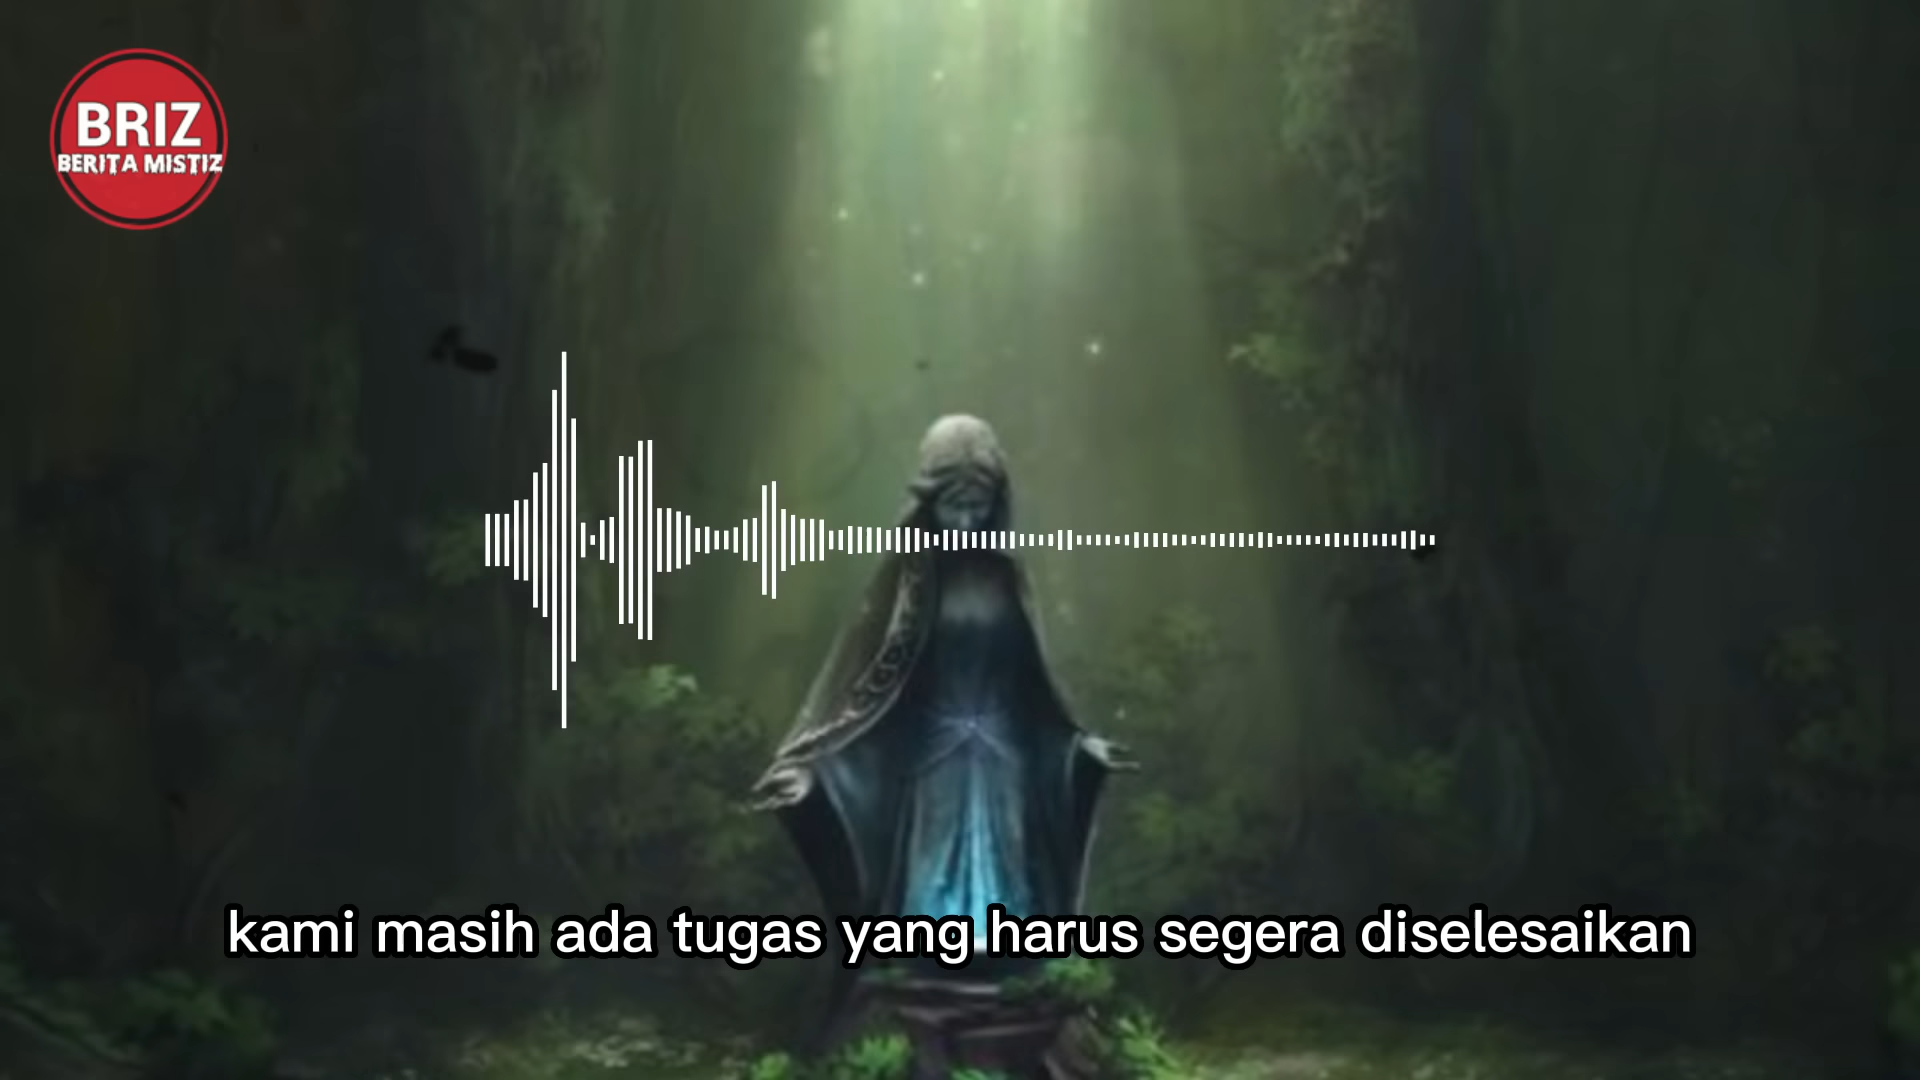 BRIZ
BERITA MISTIZ
kami masih ada tugas yang harus segera diselesaikan